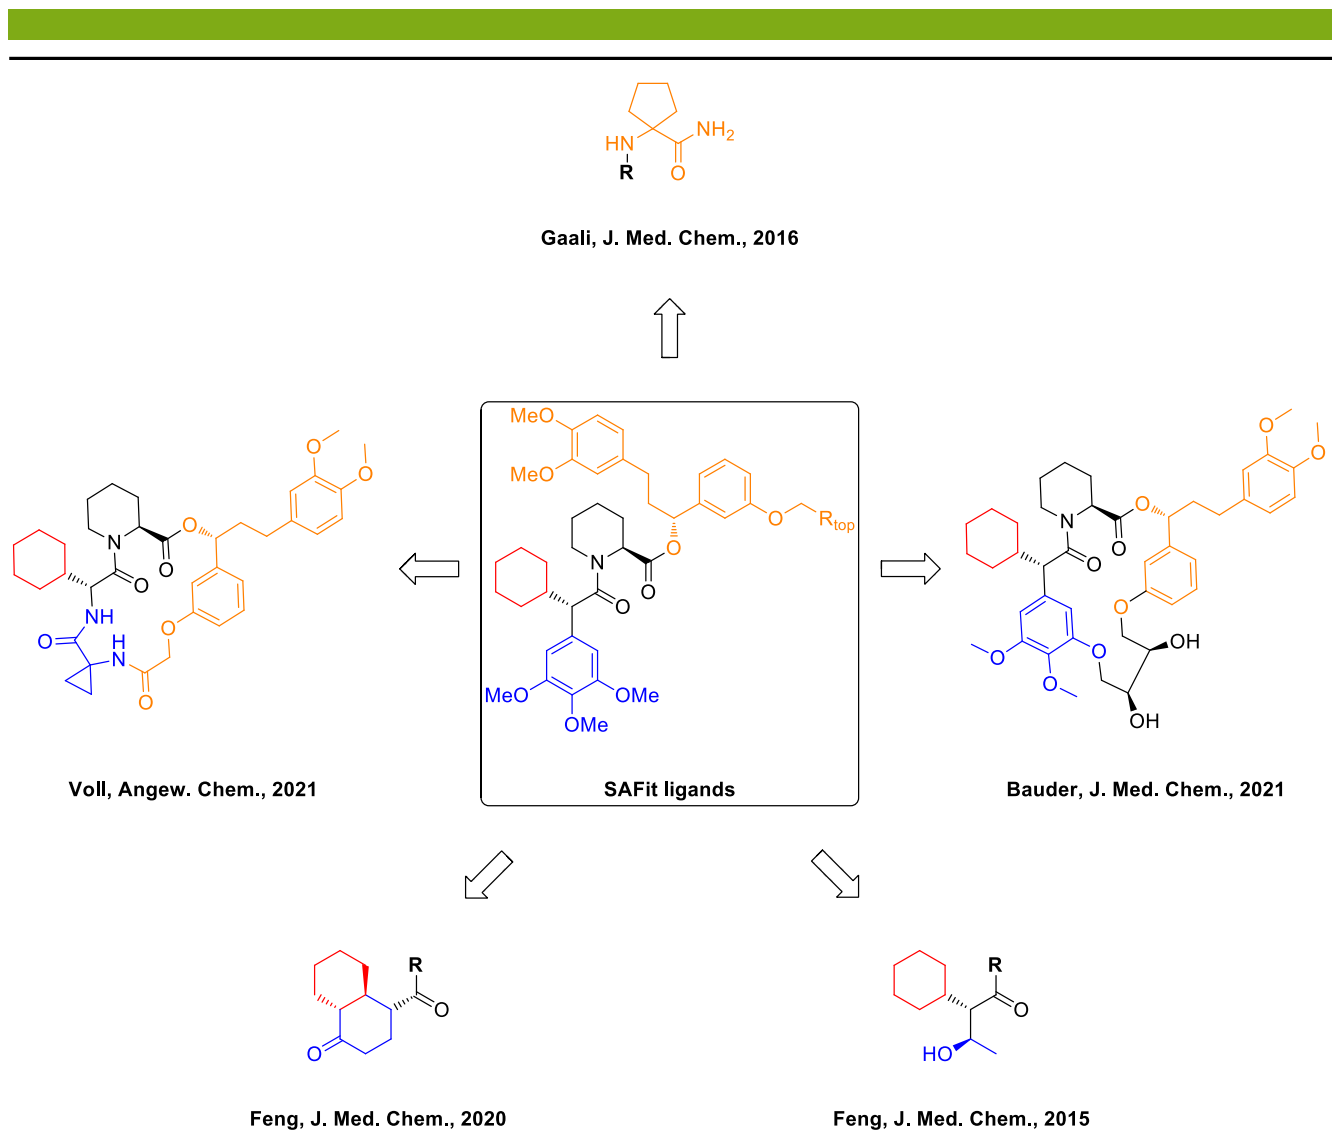 HN
NH2
O
R
Gaali, J. Med. Chem., 2016
MeO
MeO
O
Rtop
O
N
O
O
MeO
OMe
OMe
SAFit ligands
O
O
O
N
O
O
NH
O
H
N
O
O
Voll, Angew. Chem., 2021
O
O
O
N
O
O
O
O
O
O
OH
OH
Bauder, J. Med. Chem., 2021
R
O
O
Feng, J. Med. Chem., 2020
R
O
HO
Feng, J. Med. Chem., 2015